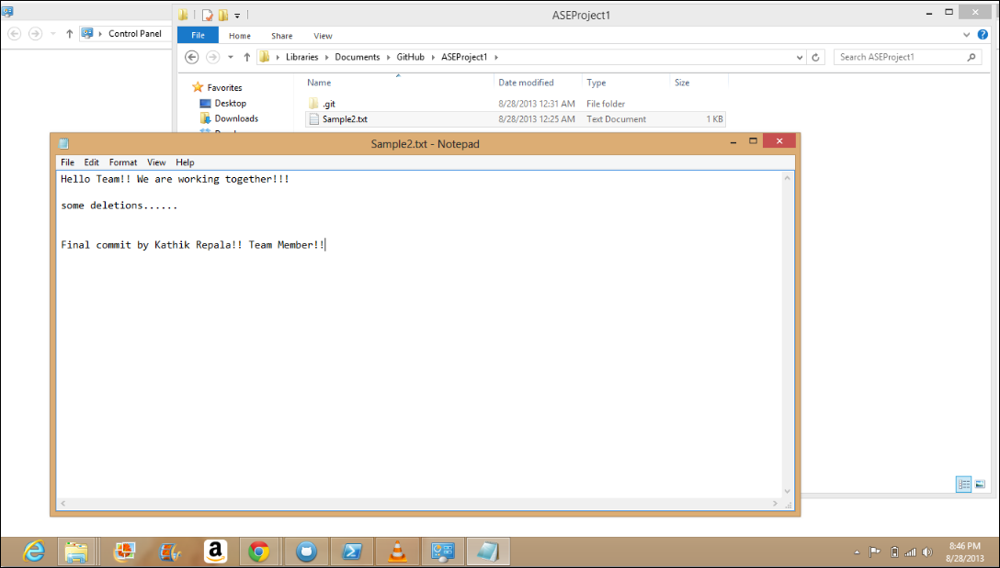 ASEProject1
Control Panel
File Home Share View
Libraries Documents GitHub ASEProject1
Search ASEProject1
Name Date modified Type Size
Favorites
Desktop
Downloads
.git 8/28/2013 12:31 AM File folder
Sample2.txt 8/28/2013 12:25 AM Text Document 1 KB
Sample2.txt - Notepad
File Edit Format View Help
Hello Team!! We are working together!!!
some deletions......
Final commit by Kathik Repala!! Team Member!!
8:46 PM
8/28/2013